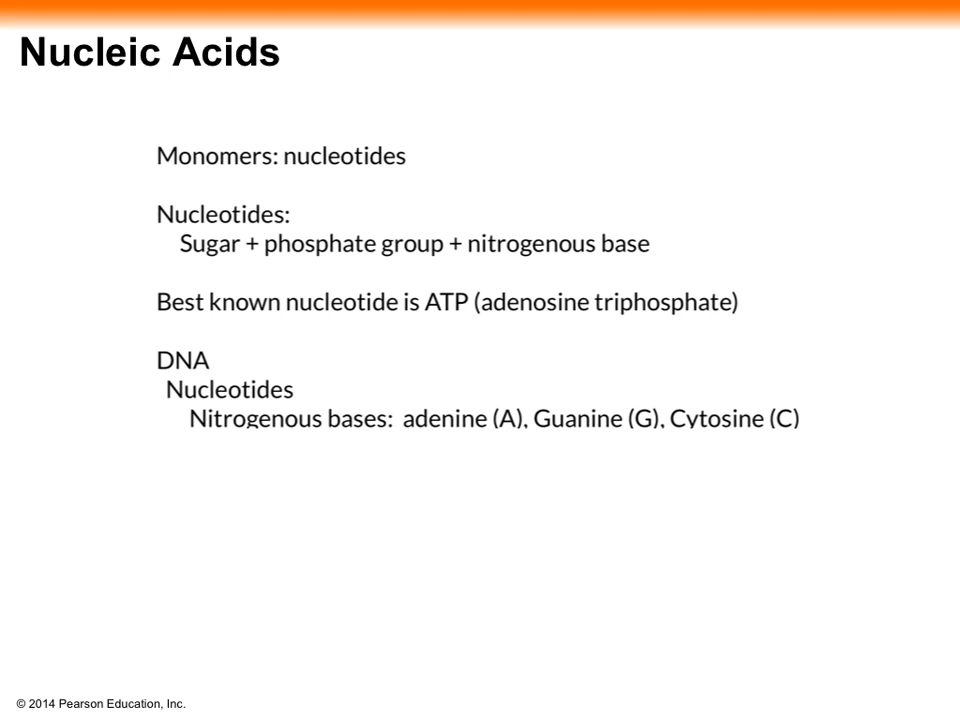 Nucleic Acids
Monomers: nucleotides
Nucleotides:
Sugar + phosphate group + nitrogenous base
Best known nucleotide is ATP (adenosine triphosphate)
DNA
Nucleotides
Nitrogenous bases: adenine (A), Guanine (G), Cytosine (C)
© 2014 Pearson Education, Inc.